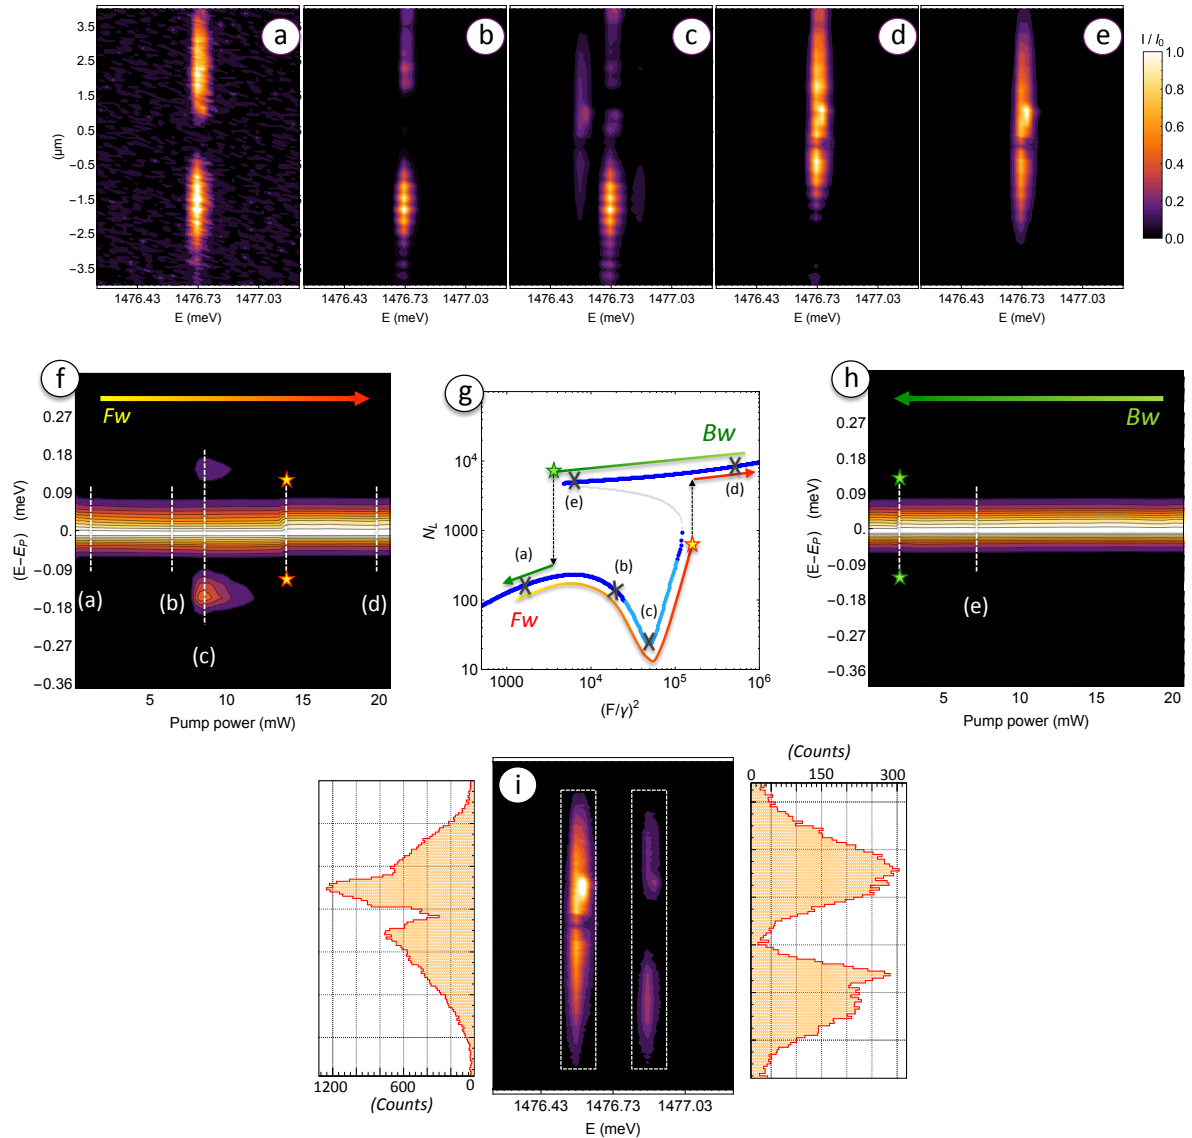 a
b
c
d
e
I / I₀
3.5
2.5
1.5
0.5
−0.5
−1.5
−2.5
−3.5
(μm)
1.0
0.8
0.6
0.4
0.2
0.0
1476.43 1476.73 1477.03
E (meV)
1476.43 1476.73 1477.03
E (meV)
1476.43 1476.73 1477.03
E (meV)
1476.43 1476.73 1477.03
E (meV)
1476.43 1476.73 1477.03
E (meV)
f
Fw
0.27
0.18
0.09
0.
−0.09
−0.18
−0.27
−0.36
(E−E_P) (meV)
(a)
(b)
(c)
(d)
5 10 15 20
Pump power (mW)
g
Bw
10⁴
1000
100
10
N_L
(e)
(d)
(a)
(b)
(c)
Fw
1000 10⁴ 10⁵ 10⁶
(F/γ)²
h
Bw
0.27
0.18
0.09
0.
−0.09
−0.18
−0.27
−0.36
(E−E_P) (meV)
(e)
5 10 15 20
Pump power (mW)
i
1200 600 0
(Counts)
1476.43 1476.73 1477.03
E (meV)
(Counts)
0 150 300